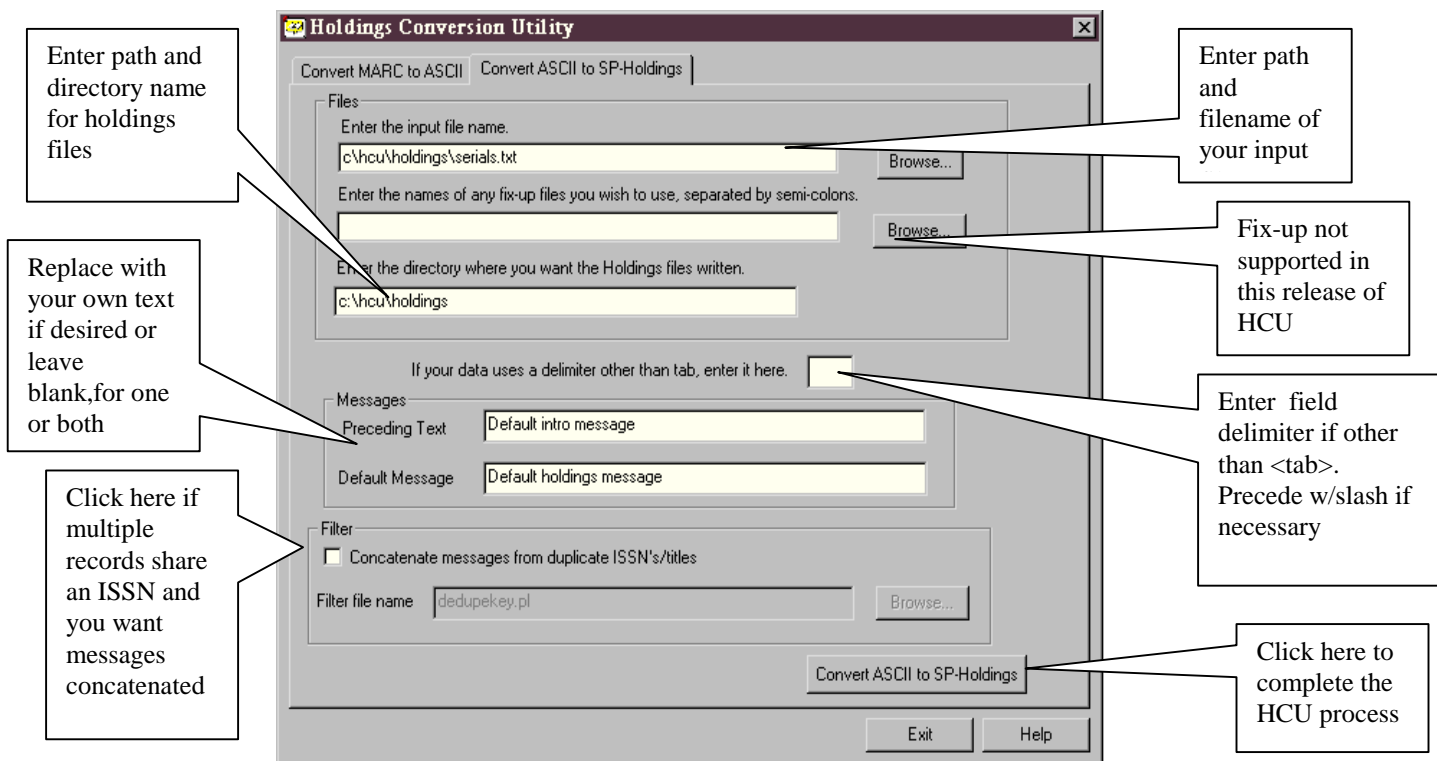 Holdings Conversion Utility
Convert MARC to ASCII
Convert ASCII to SP-Holdings
Files
Enter the input file name.
c\hcu\holdings\serials.txt
Browse...
Enter the names of any fix-up files you wish to use, separated by semi-colons.
Browse...
Enter the directory where you want the Holdings files written.
c:\hcu\holdings
If your data uses a delimiter other than tab, enter it here.
Messages
Preceding Text
Default intro message
Default Message
Default holdings message
Filter
Concatenate messages from duplicate ISSN's/titles
Filter file name
dedupekey.pl
Browse...
Convert ASCII to SP-Holdings
Exit
Help
Enter path and
directory name
for holdings
files
Replace with
your own text
if desired or
leave
blank,for one
or both
Click here if
multiple
records share
an ISSN and
you want
messages
concatenated
Enter path
and
filename of
your input
Fix-up not
supported in
this release of
HCU
Enter field
delimiter if other
than <tab>.
Precede w/slash if
necessary
Click here to
complete the
HCU process